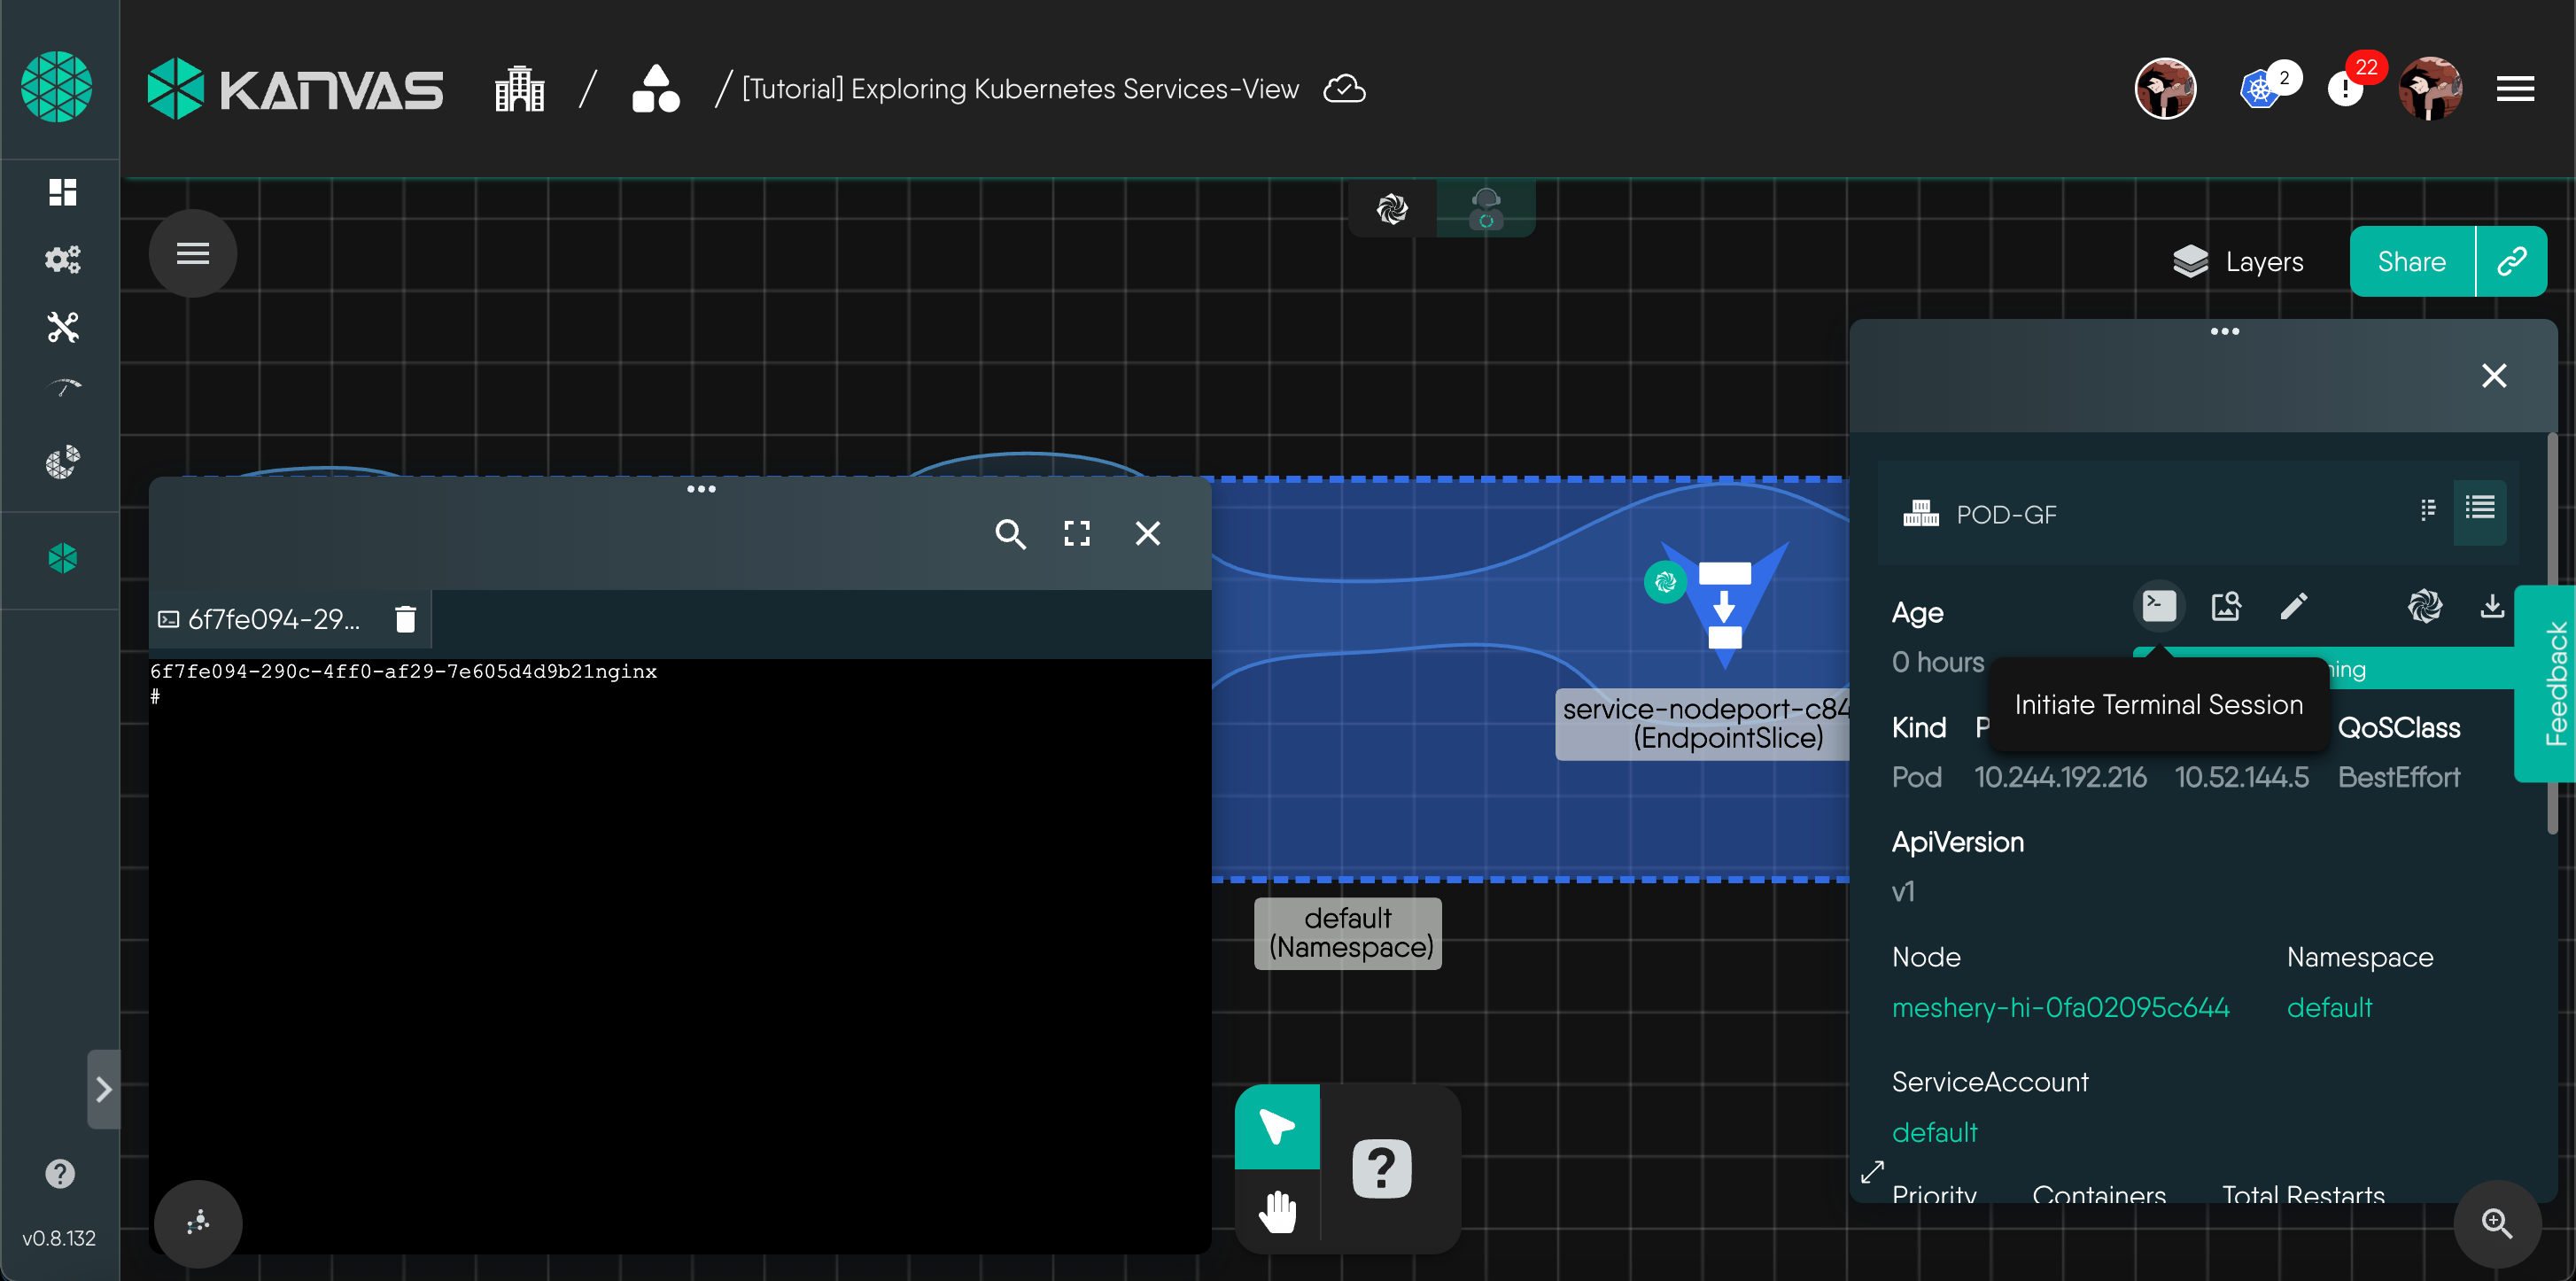 KANVAS
/
/ [Tutorial] Exploring Kubernetes Services-View
2
22
Layers
Share
POD-GF
6f7fe094-29...
6f7fe094-290c-4ff0-af29-7e605d4d9b21nginx
#
Age
0 hours
Initiate Terminal Session
Kind
QoSClass
Pod
10.244.192.216
10.52.144.5
BestEffort
ApiVersion
v1
Node
Namespace
meshery-hi-0fa02095c644
default
ServiceAccount
default
Priority
Containers
Total Restarts
Feedback
service-nodeport-c84
(EndpointSlice)
default
(Namespace)
?
?
v0.8.132